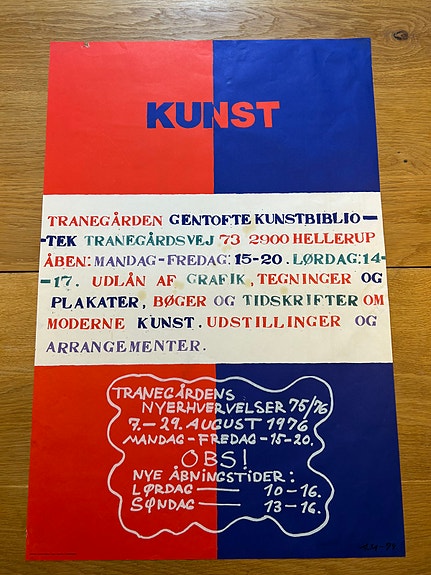 KUNST
TRANEGÅRDEN GENTOFTE KUNSTBIBLIO—
-TEK TRANEGÅRDSVEJ 73 2900 HELLERUP
ÅBEN: MANDAG-FREDAG: 15-20. LØRDAG: 14-
-17. UDLÅN AF GRAFIK, TEGNINGER OG
PLAKATER, BØGER OG TIDSKRIFTER OM
MODERNE KUNST. UDSTILLINGER OG
ARRANGEMENTER.
TRANEGÅRDENS
NYERHVERVELSER 75/76
7.—29. AUGUST 1976
MANDAG-FREDAG-15-20.
OBS!
NYE ÅBNINGSTIDER:
LØRDAG —— 10-16.
SØNDAG —— 13-16.